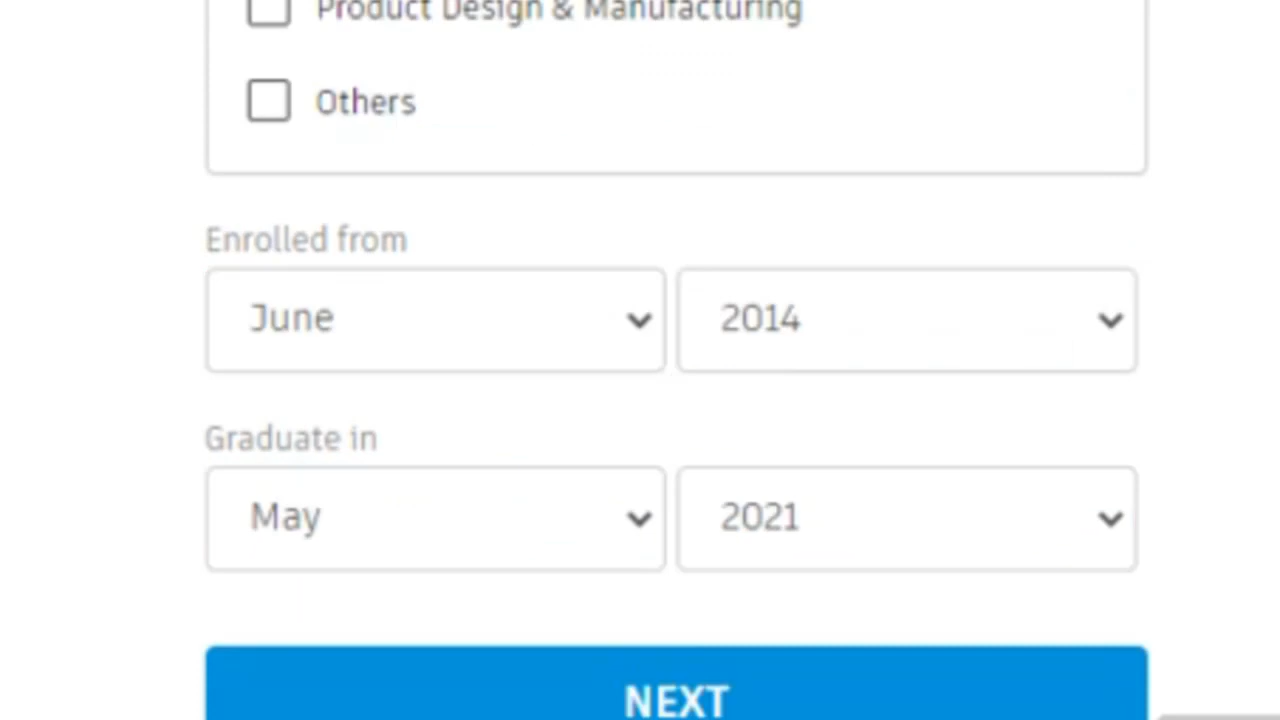 Product Design & Manufacturing
Others
Enrolled from
June 2014
Graduate in
May 2021
NEXT